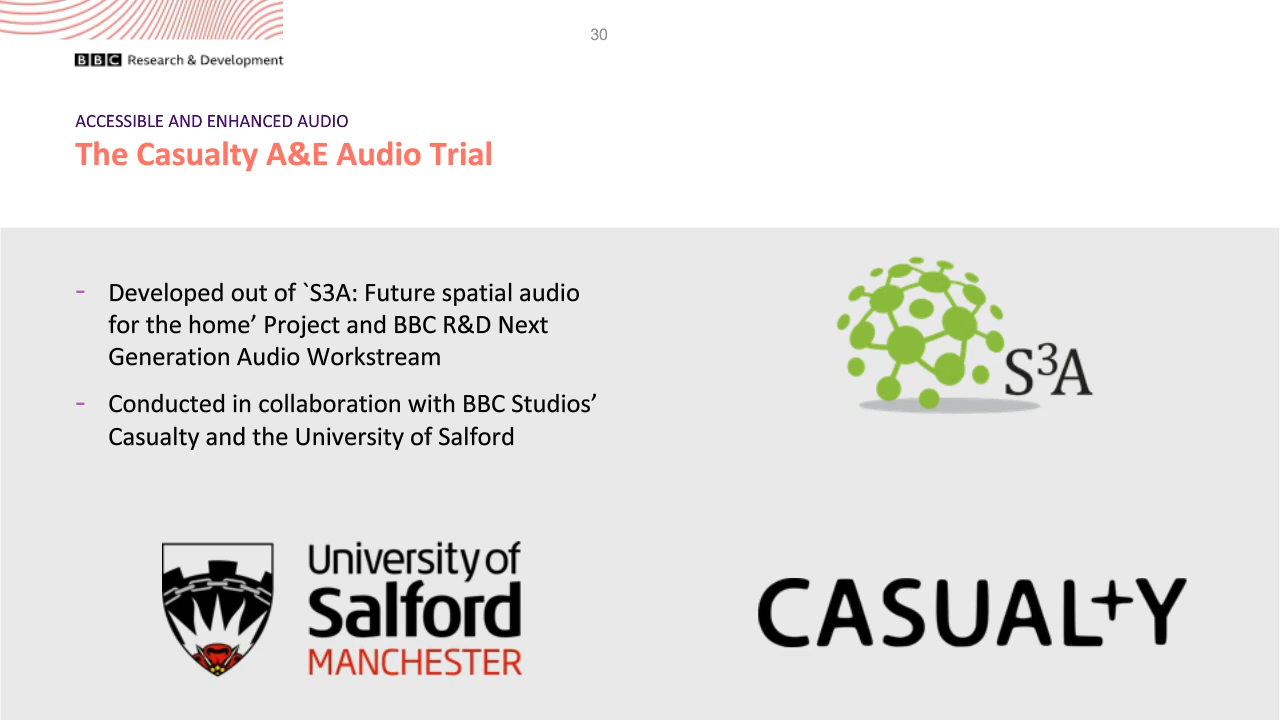 30
BBC Research & Development
ACCESSIBLE AND ENHANCED AUDIO
The Casualty A&E Audio Trial
- Developed out of `S3A: Future spatial audio
for the home’ Project and BBC R&D Next
Generation Audio Workstream
- Conducted in collaboration with BBC Studios’
Casualty and the University of Salford
S³A
University of
Salford
MANCHESTER
CASUALTY